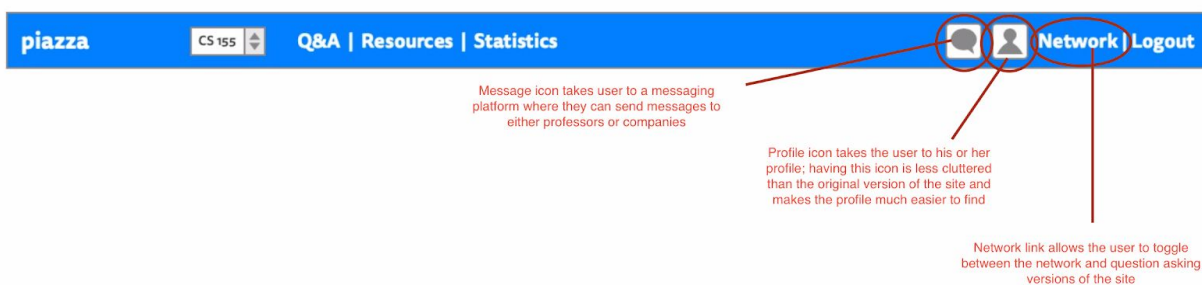 piazza CS 155 Q&A | Resources | Statistics Network | Logout
Message icon takes user to a messaging
platform where they can send messages to
either professors or companies
Profile icon takes the user to his or her
profile; having this icon is less cluttered
than the original version of the site and
makes the profile much easier to find
Network link allows the user to toggle
between the network and question asking
versions of the site